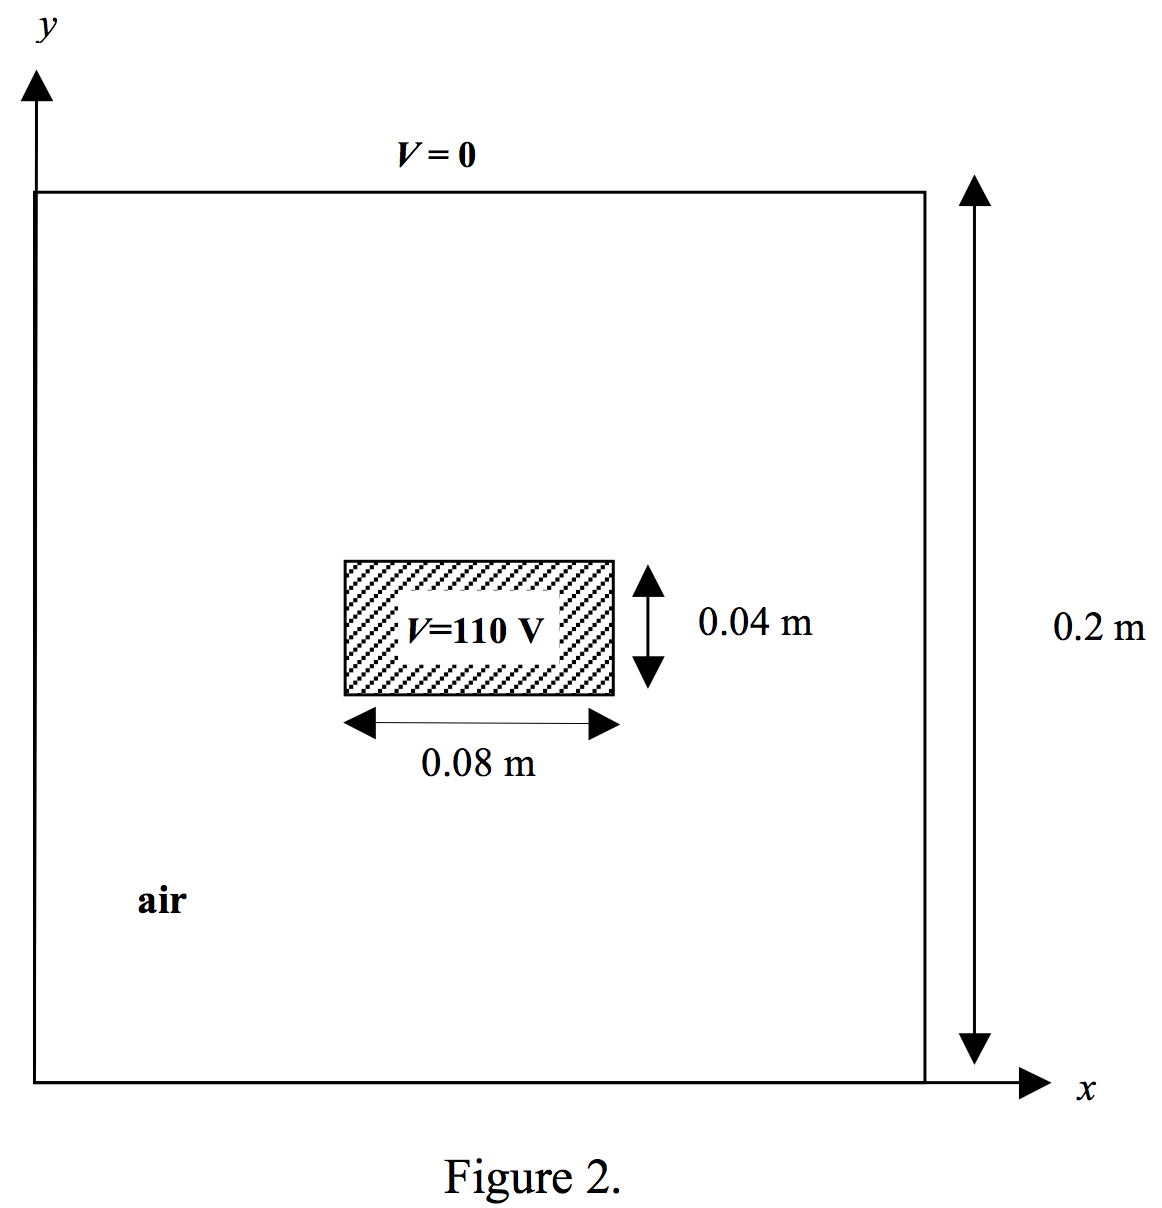 y
V = 0
V=110 V
0.04 m
0.2 m
0.08 m
air
x
Figure 2.